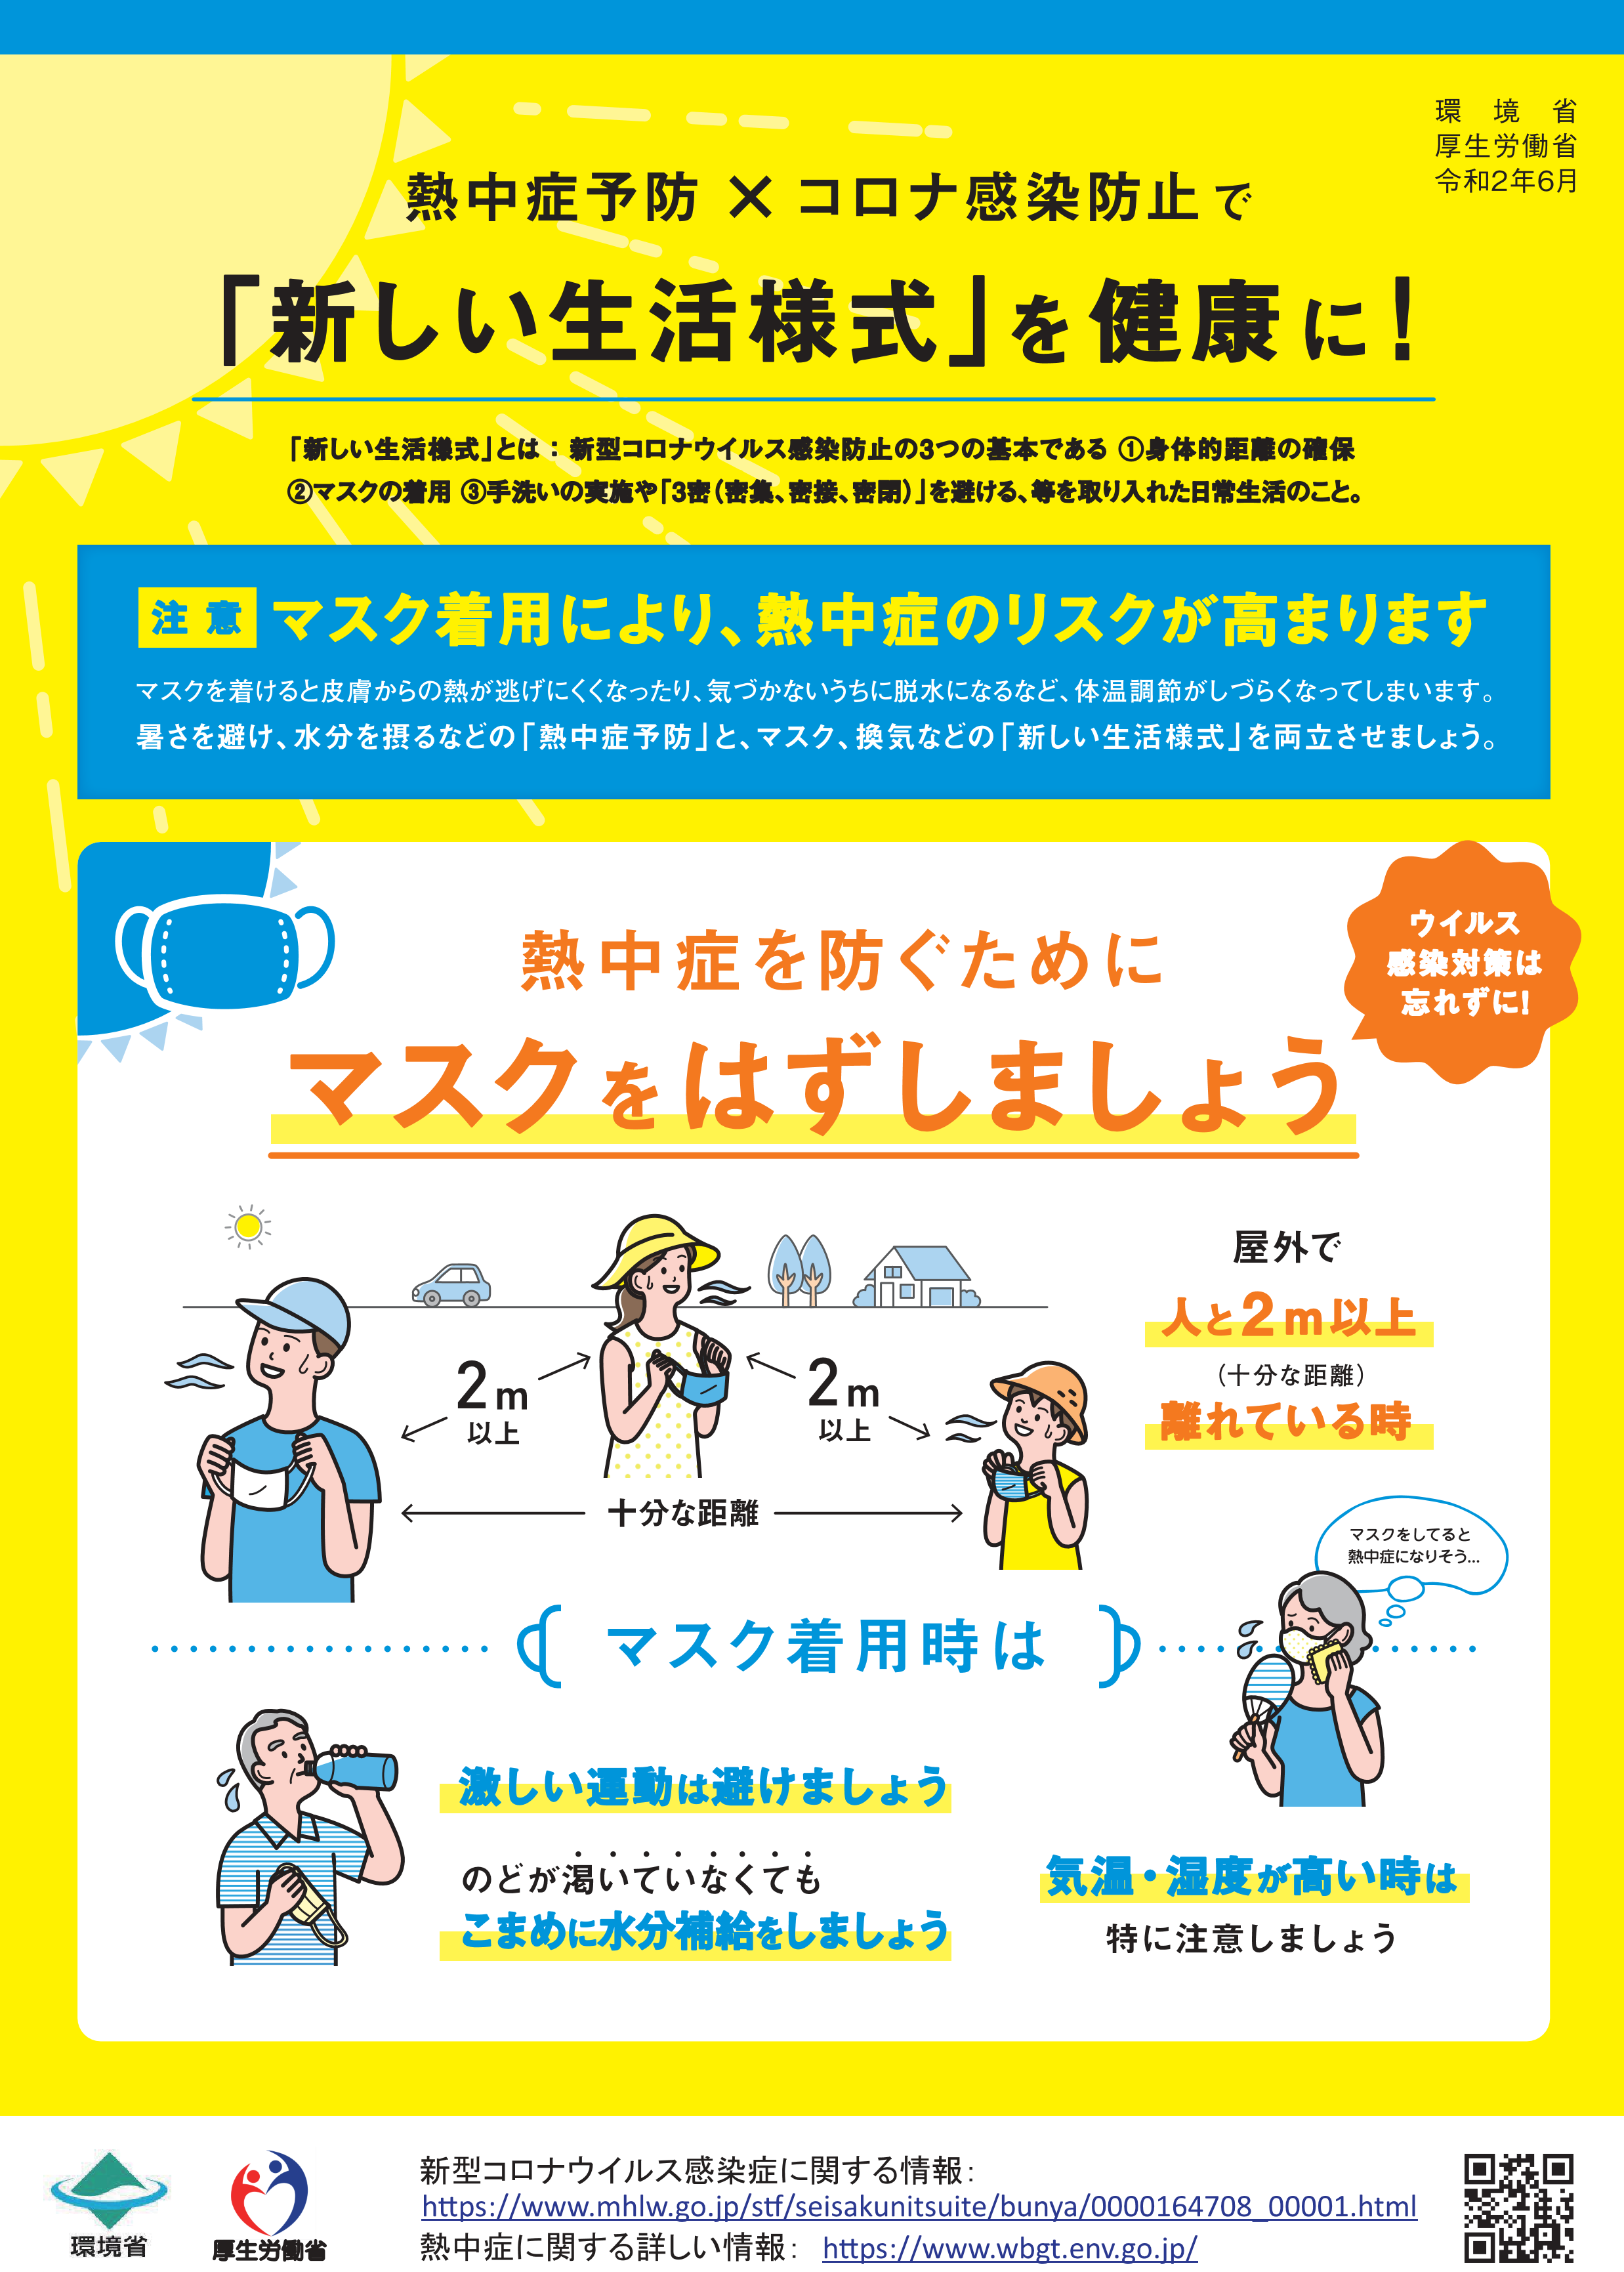 環境省
厚生労働省
令和2年6月
熱中症予防 × コロナ感染防止で
「新しい生活様式」を健康に！
「新しい生活様式」とは：新型コロナウイルス感染防止の3つの基本である ①身体的距離の確保
②マスクの着用 ③手洗いの実施や「3密（密集、密接、密閉）」を避ける、等を取り入れた日常生活のこと。
注意 マスク着用により、熱中症のリスクが高まります
マスクを着けると皮膚からの熱が逃げにくくなったり、気づかないうちに脱水になるなど、体温調節がしづらくなってしまいます。
暑さを避け、水分を摂るなどの「熱中症予防」と、マスク、換気などの「新しい生活様式」を両立させましょう。
ウイルス
感染対策は
忘れずに！
熱中症を防ぐために
マスクをはずしましょう
屋外で
人と2m以上
（十分な距離）
離れている時
2m
以上
2m
以上
十分な距離
マスクをしてると
熱中症になりそう…
マスク着用時は
激しい運動は避けましょう
のどが渇いていなくても
こまめに水分補給をしましょう
気温・湿度が高い時は
特に注意しましょう
環境省
厚生労働省
新型コロナウイルス感染症に関する情報：
https://www.mhlw.go.jp/stf/seisakunitsuite/bunya/0000164708_00001.html
熱中症に関する詳しい情報： https://www.wbgt.env.go.jp/